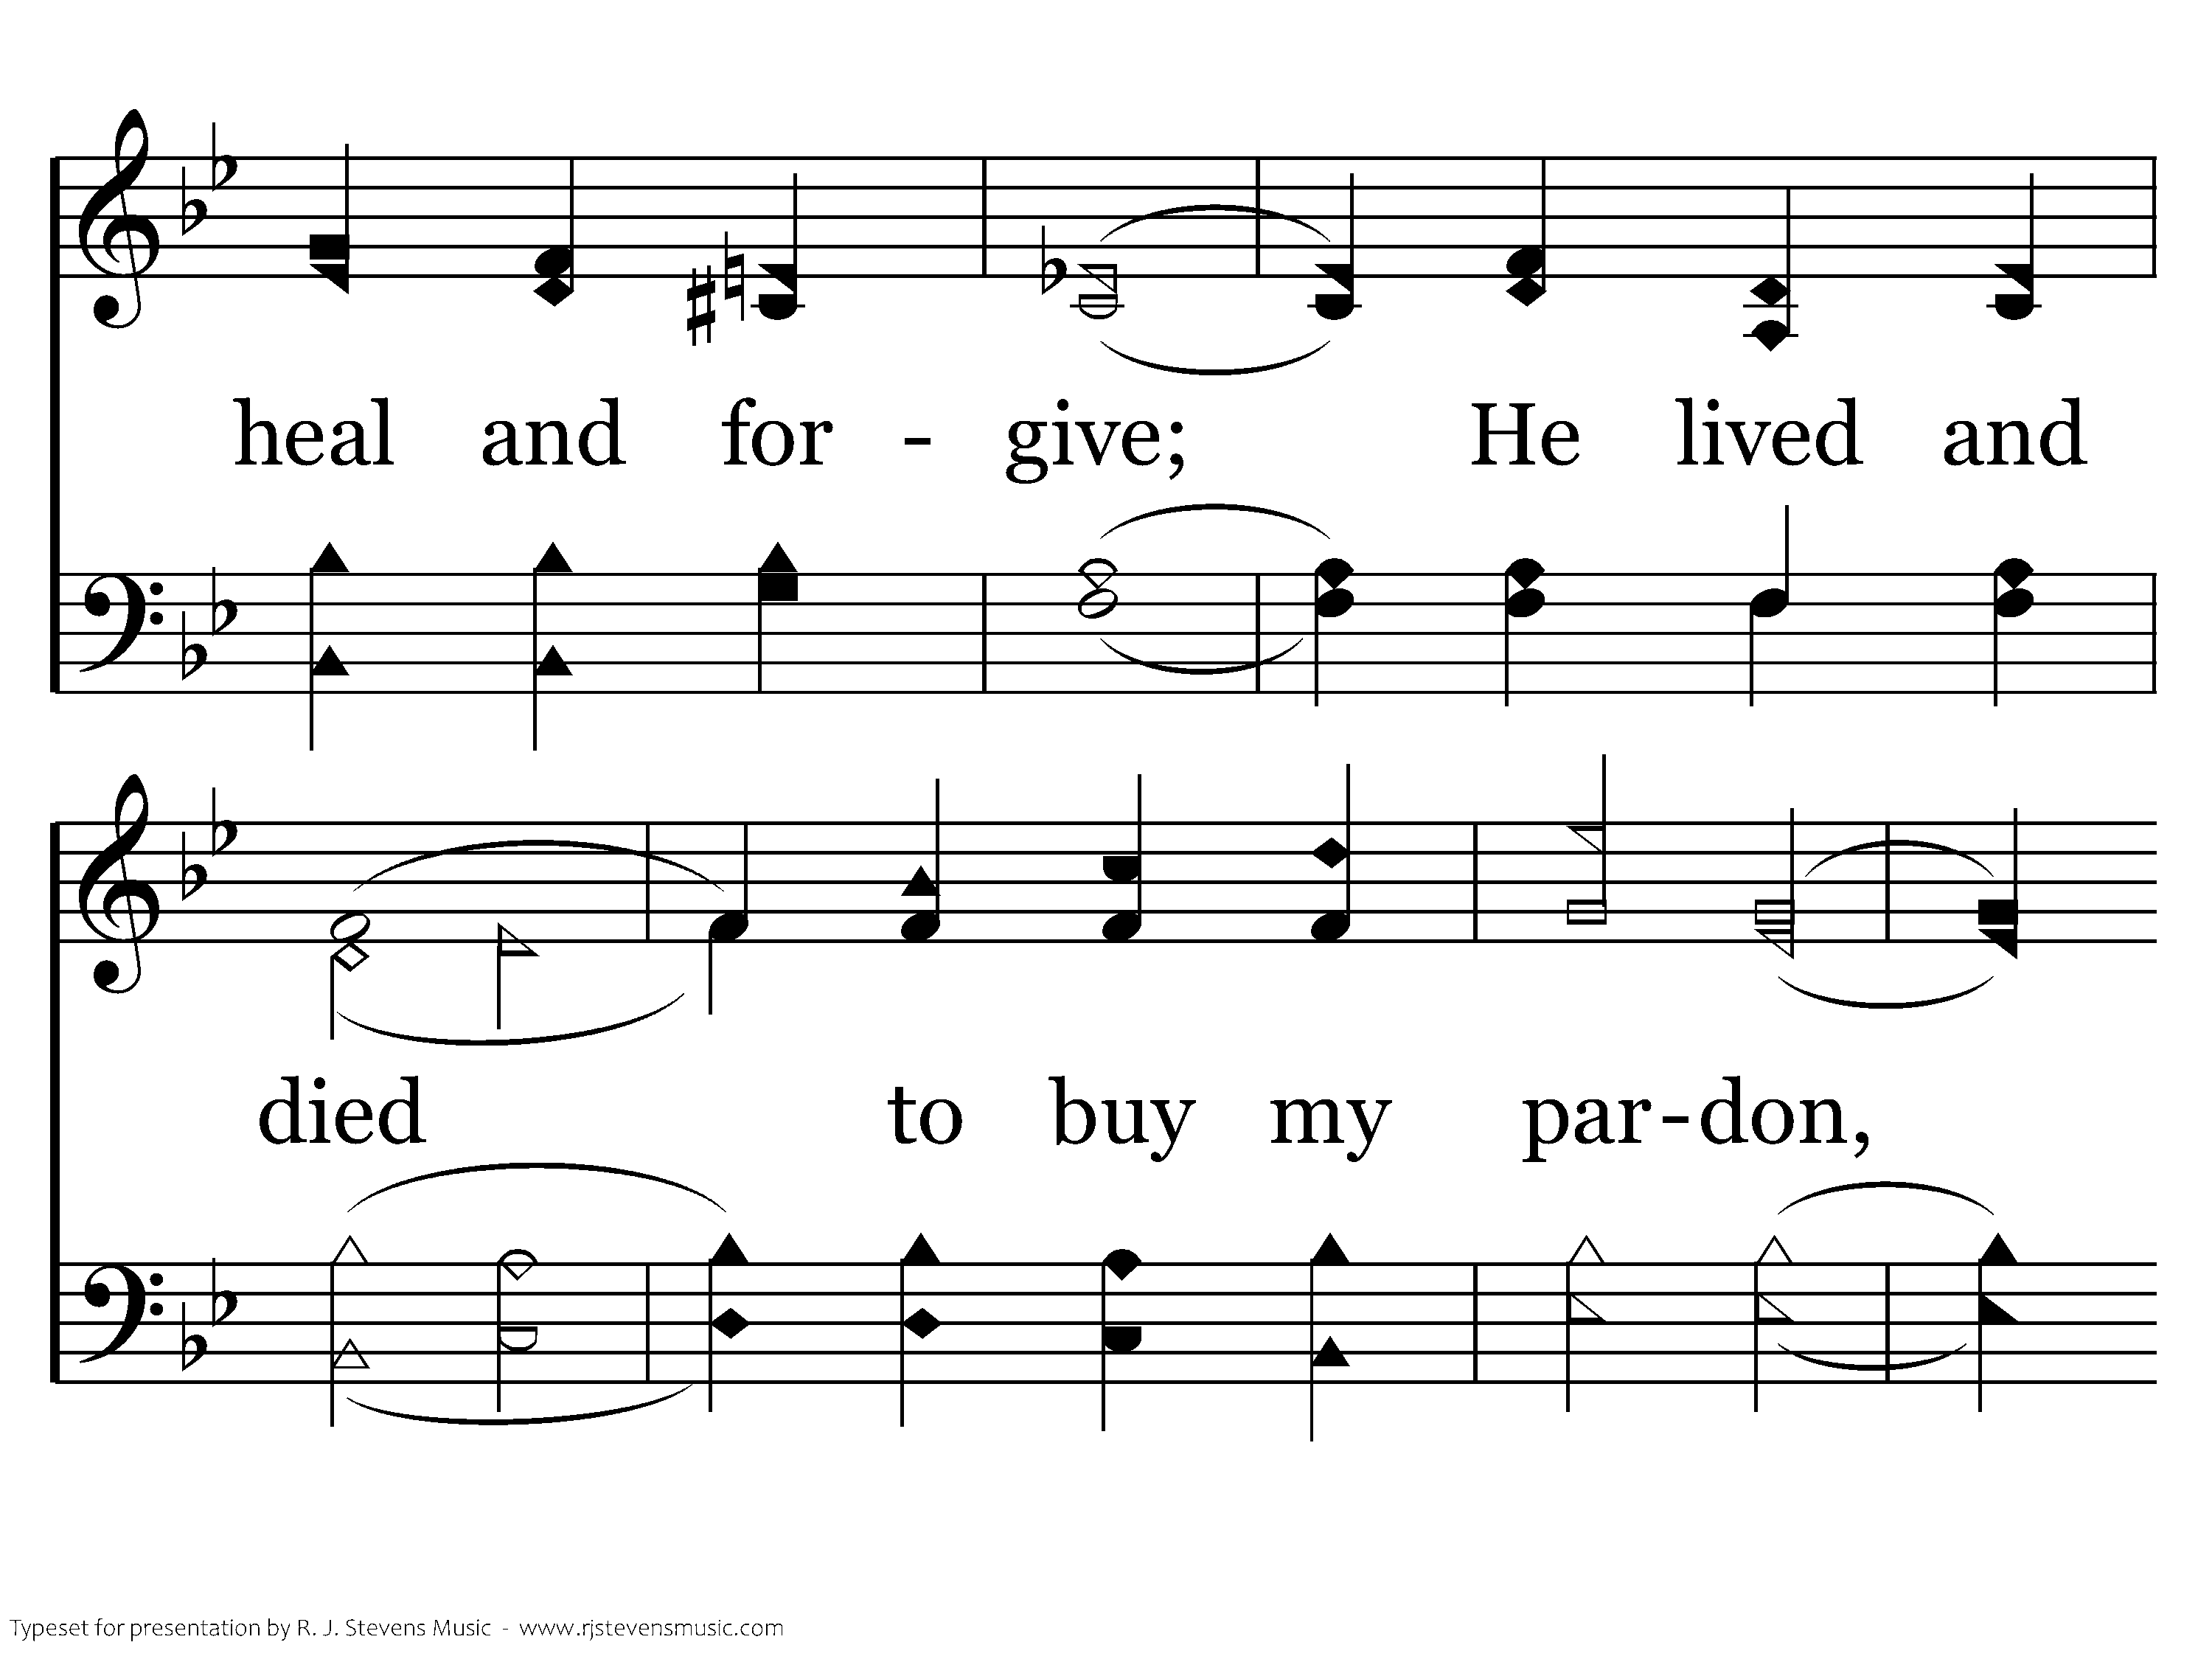 heal and for - give; He lived and
died to buy my par - don,
Typeset for presentation by R. J. Stevens Music - www.rjstevensmusic.com